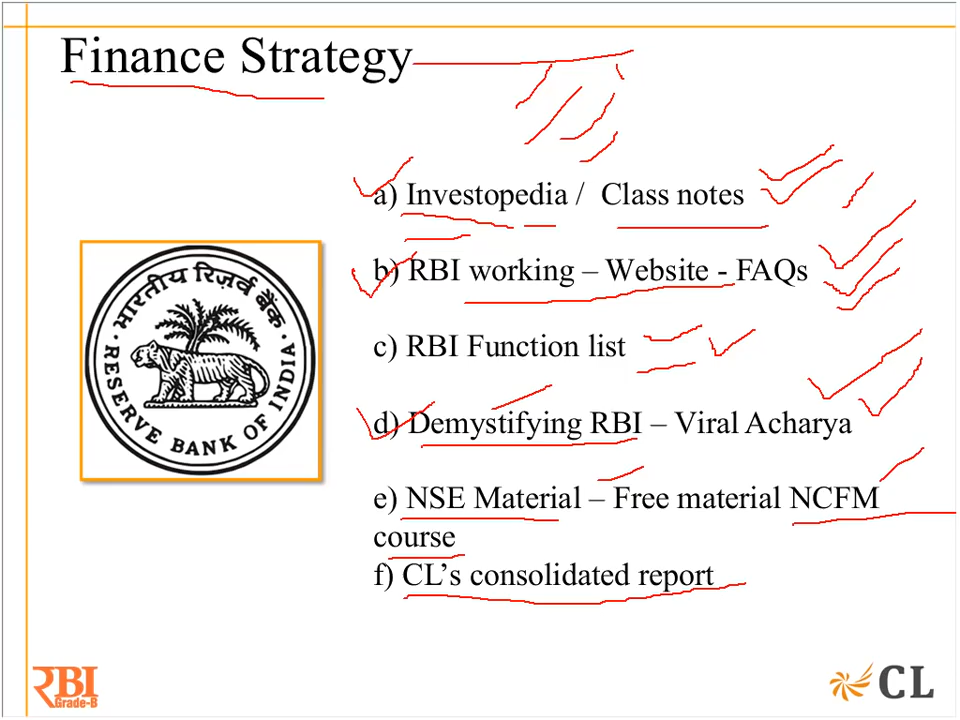 Finance Strategy
a) Investopedia / Class notes
b) RBI working – Website - FAQs
भारतीय रिज़र्व बैंक
RESERVE BANK OF INDIA
c) RBI Function list
d) Demystifying RBI – Viral Acharya
e) NSE Material – Free material NCFM
course
f) CL’s consolidated report
RBI
Grade-B
CL